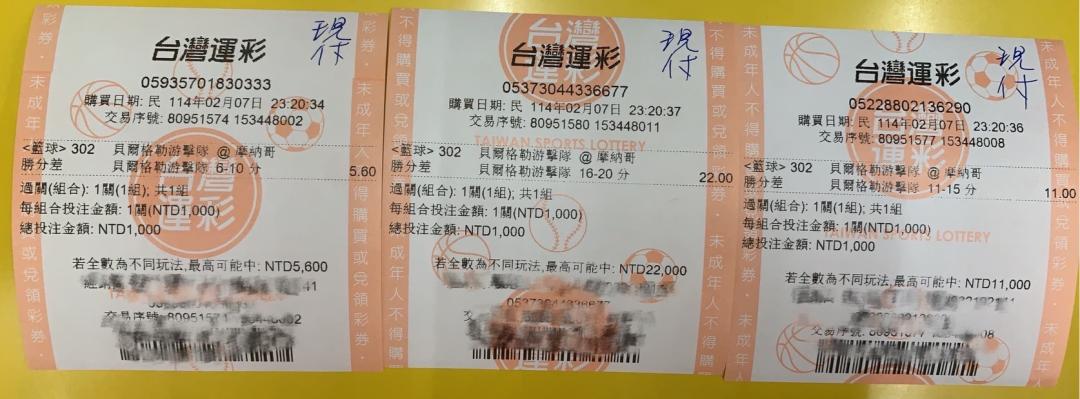 現付
台灣運彩
05935701830333
購買日期: 民 114年02月07日 23:20:34
交易序號: 80951574 153448002
<籃球> 302 貝爾格勒游擊隊 @ 摩納哥
勝分差 貝爾格勒游擊隊 6-10分 5.60
過關(組合): 1關(1組); 共1組
每組合投注金額: 1關(NTD1,000)
總投注金額: NTD1,000
若全數為不同玩法,最高可能中: NTD5,600
交易序號: 80951574
現付
台灣運彩
05373044336677
購買日期: 民 114年02月07日 23:20:37
交易序號: 80951580 153448011
TAIWAN SPORTS LOTTERY
<籃球> 302 貝爾格勒游擊隊 @ 摩納哥
勝分差 貝爾格勒游擊隊 16-20 分 22.00
過關(組合): 1關(1組); 共1組
每組合投注金額: 1關(NTD1,000)
總投注金額: NTD1,000
若全數為不同玩法,最高可能中: NTD22,000
現付
台灣運彩
05228802136290
購買日期: 民 114年02月07日 23:20:36
交易序號: 80951577 153448008
<籃球> 302 貝爾格勒游擊隊 @ 摩納哥
勝分差 貝爾格勒游擊隊 11-15 分 11.00
過關(組合): 1關(1組); 共1組
每組合投注金額: 1關(NTD1,000)
TAIWAN SPORTS LOTTERY
總投注金額: NTD1,000
若全數為不同玩法,最高可能中: NTD11,000
未成年人不得購買或兌領彩券